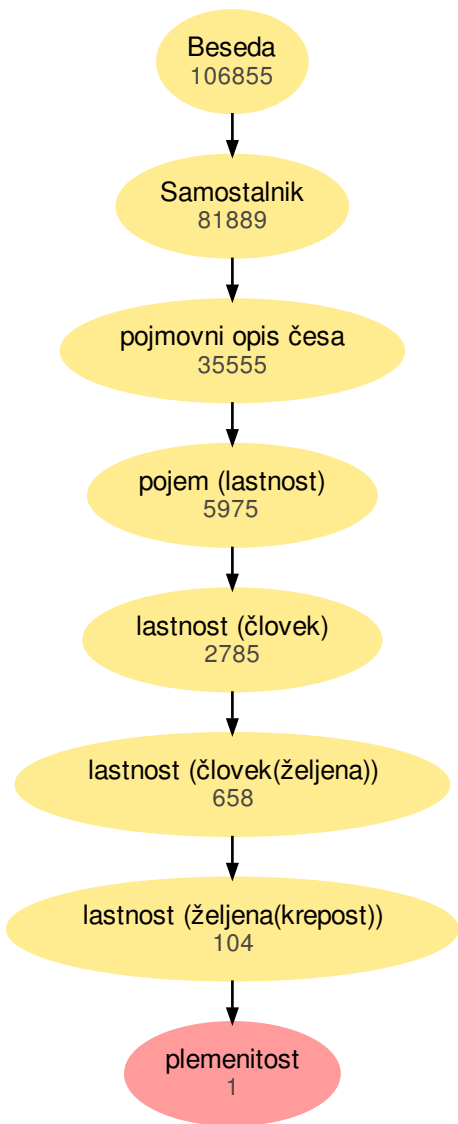 Beseda
106855
Samostalnik
81889
pojmovni opis česa
35555
pojem (lastnost)
5975
lastnost (človek)
2785
lastnost (človek(željena))
658
lastnost (željena(krepost))
104
plemenitost
1